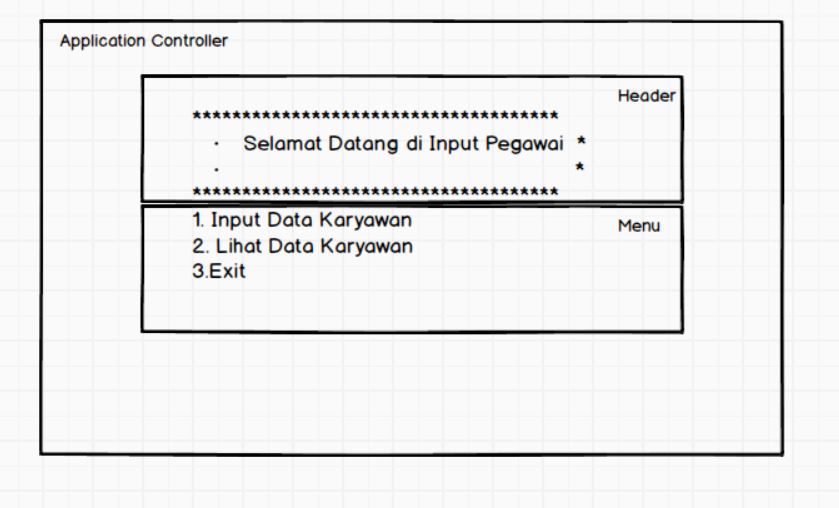 Application Controller
Header
*************************************
· Selamat Datang di Input Pegawai *
· *
*************************************
1. Input Data Karyawan
Menu
2. Lihat Data Karyawan
3.Exit